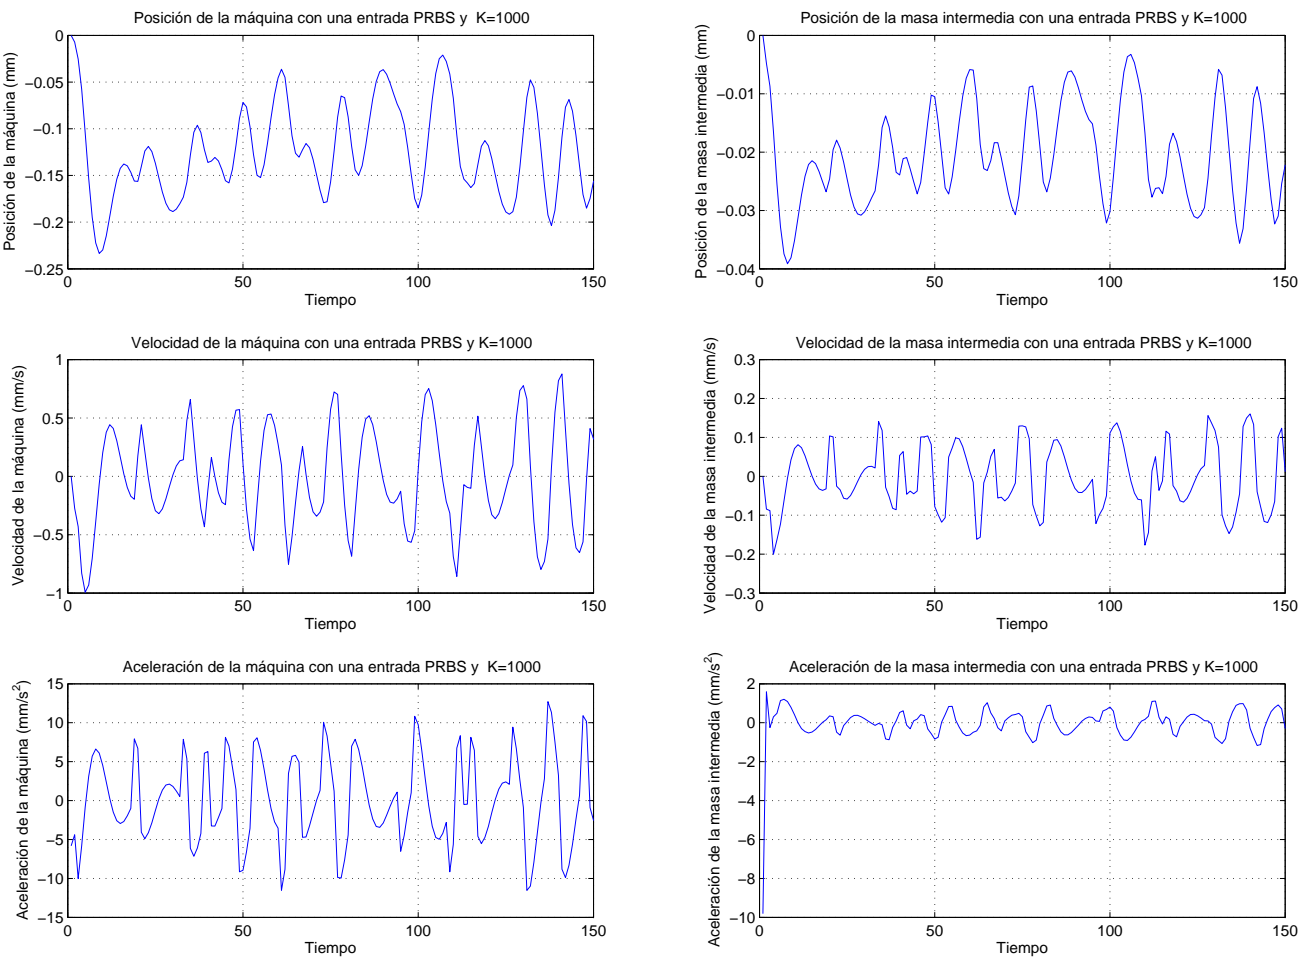 Posición de la máquina con una entrada PRBS y  K=1000
Posición de la máquina (mm)
0
−0.05
−0.1
−0.15
−0.2
−0.25
0 50 100 150
Tiempo
Posición de la masa intermedia con una entrada PRBS y K=1000
Posición de la masa intermedia (mm)
0
−0.01
−0.02
−0.03
−0.04
0 50 100 150
Tiempo
Velocidad de la máquina con una entrada PRBS y K=1000
Velocidad de la máquina (mm/s)
1
0.5
0
−0.5
−1
0 50 100 150
Tiempo
Velocidad de la masa intermedia con una entrada PRBS y K=1000
Velocidad de la masa intermedia (mm/s)
0.3
0.2
0.1
0
−0.1
−0.2
−0.3
0 50 100 150
Tiempo
Aceleración de la máquina con una entrada PRBS y  K=1000
Aceleración de la máquina (mm/s²)
15
10
5
0
−5
−10
−15
0 50 100 150
Tiempo
Aceleración de la masa intermedia con una entrada PRBS y K=1000
Aceleración de la masa intermedia (mm/s²)
2
0
−2
−4
−6
−8
−10
0 50 100 150
Tiempo